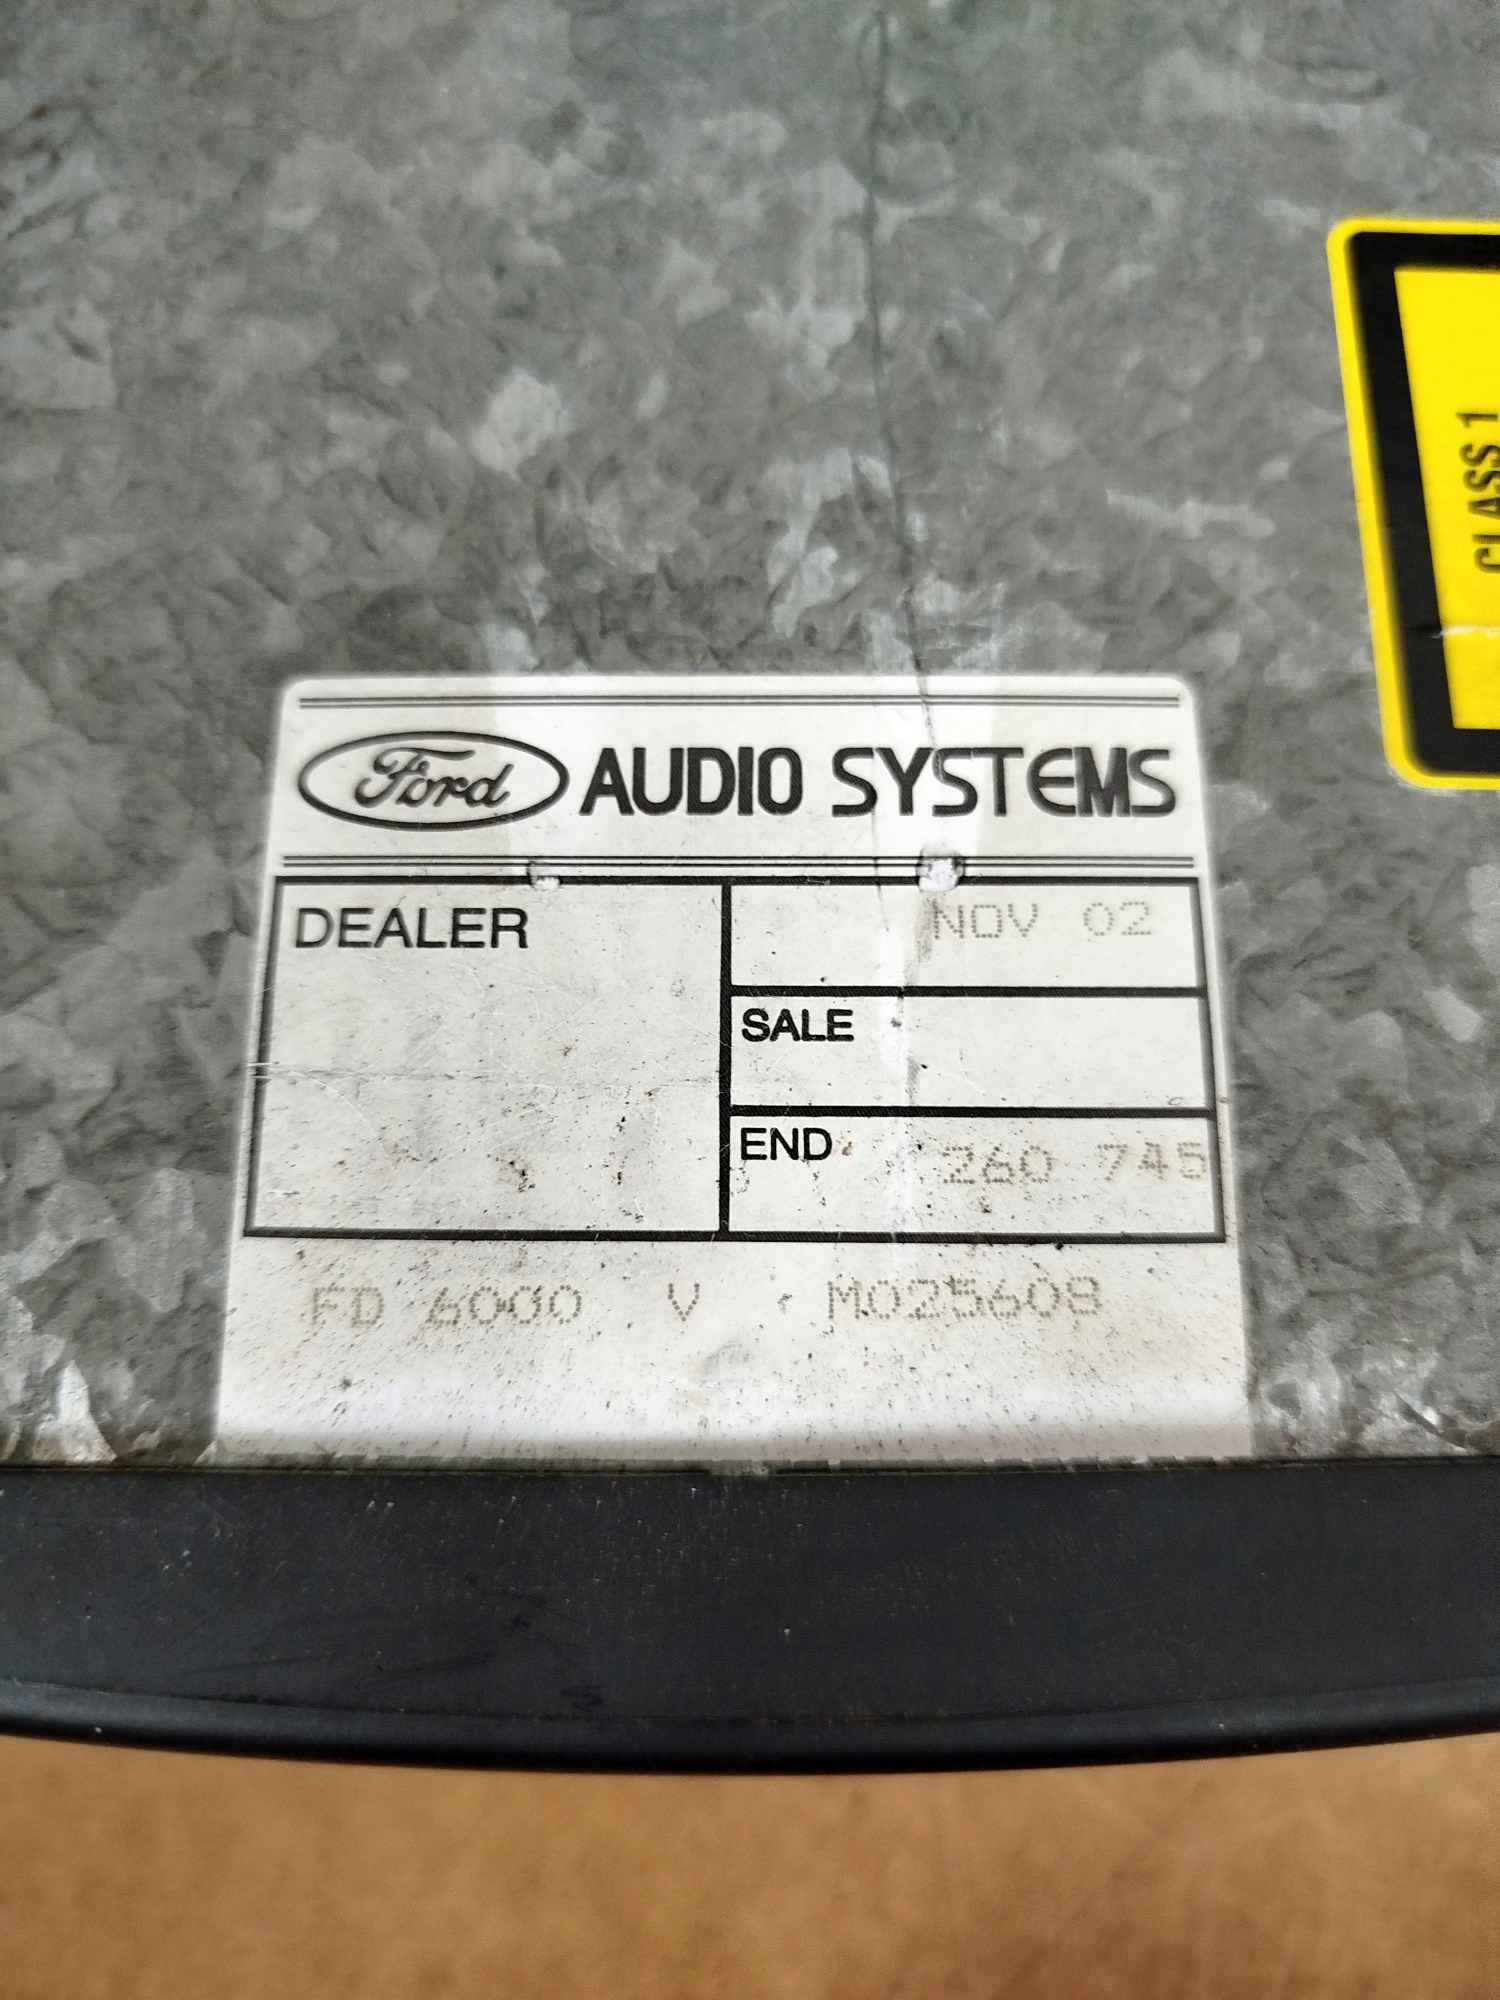 Ford AUDIO SYSTEMS
DEALER
NOV 02
SALE
END 260 745
FD 6000 V M025608
CLASS 1